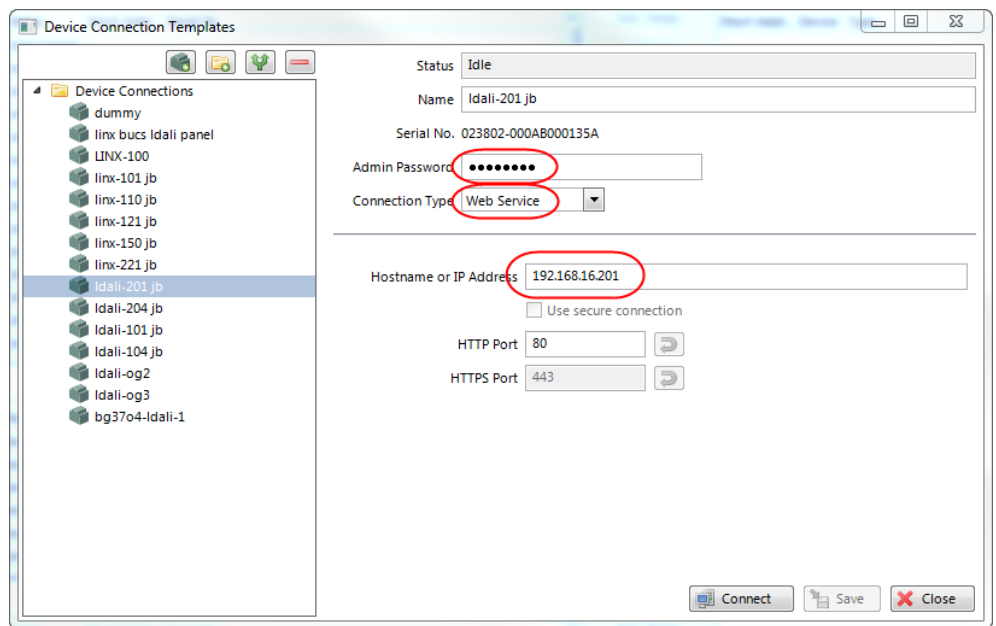 Device Connection Templates
Device Connections
dummy
linx bucs ldali panel
LINX-100
linx-101 jb
linx-110 jb
linx-121 jb
linx-150 jb
linx-221 jb
ldali-201 jb
ldali-204 jb
ldali-101 jb
ldali-104 jb
ldali-og2
ldali-og3
bg37o4-ldali-1
Status Idle
Name ldali-201 jb
Serial No. 023802-000AB000135A
Admin Password ••••••••
Connection Type Web Service
Hostname or IP Address 192.168.16.201
Use secure connection
HTTP Port 80
HTTPS Port 443
Connect Save Close